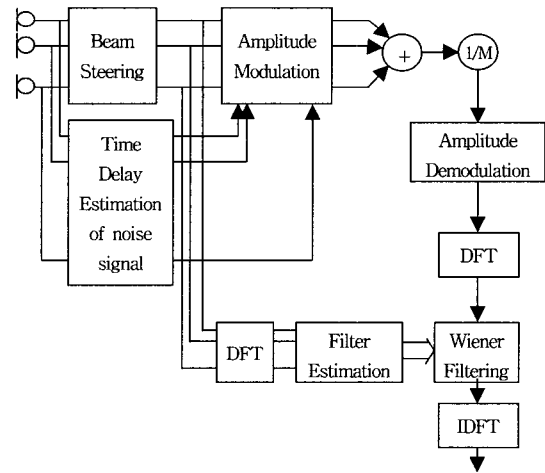 Beam
Steering
Amplitude
Modulation
+
1/M
Time
Delay
Estimation
of noise
signal
Amplitude
Demodulation
DFT
DFT
Filter
Estimation
Wiener
Filtering
IDFT